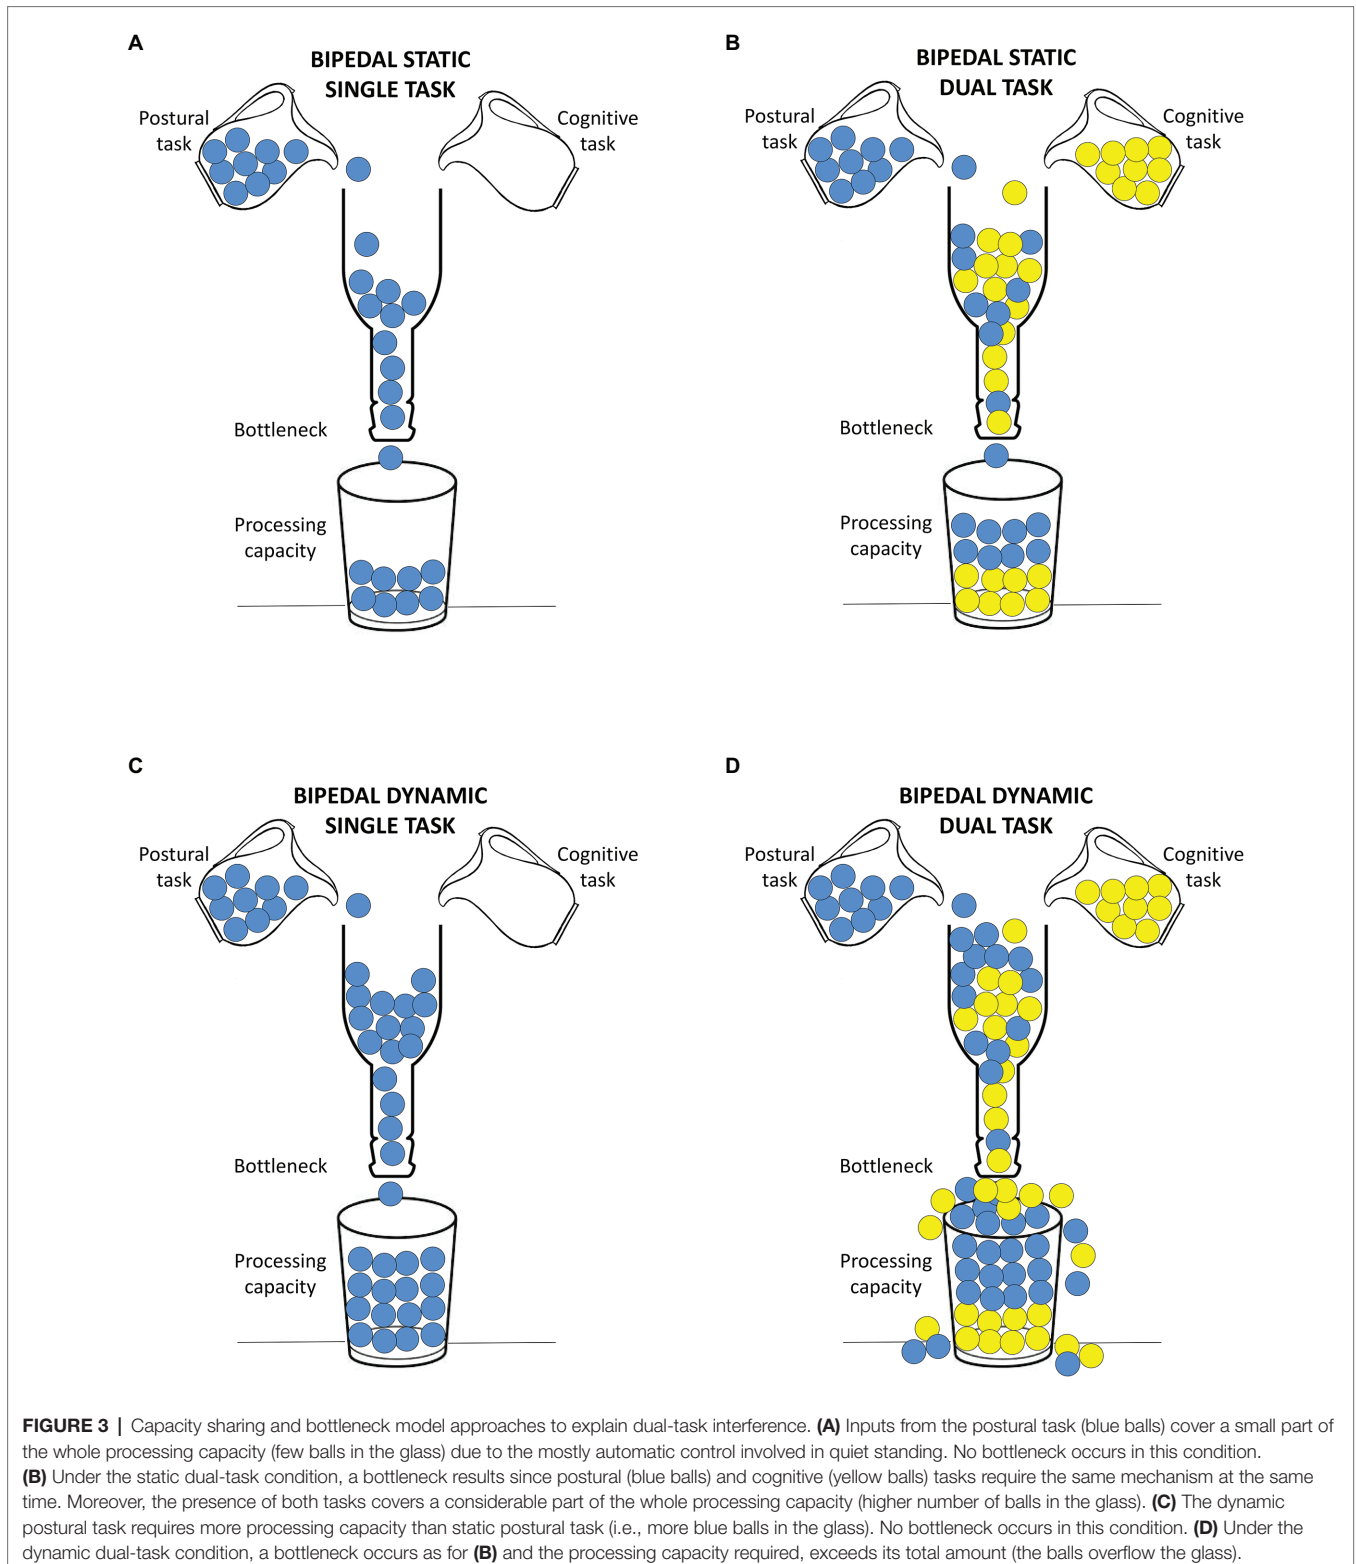 A
BIPEDAL STATIC
SINGLE TASK
Postural
task
Cognitive
task
Bottleneck
Processing
capacity
B
BIPEDAL STATIC
DUAL TASK
Postural
task
Cognitive
task
Bottleneck
Processing
capacity
C
BIPEDAL DYNAMIC
SINGLE TASK
Postural
task
Cognitive
task
Bottleneck
Processing
capacity
D
BIPEDAL DYNAMIC
DUAL TASK
Postural
task
Cognitive
task
Bottleneck
Processing
capacity
FIGURE 3 | Capacity sharing and bottleneck model approaches to explain dual-task interference. (A) Inputs from the postural task (blue balls) cover a small part of
the whole processing capacity (few balls in the glass) due to the mostly automatic control involved in quiet standing. No bottleneck occurs in this condition.
(B) Under the static dual-task condition, a bottleneck results since postural (blue balls) and cognitive (yellow balls) tasks require the same mechanism at the same
time. Moreover, the presence of both tasks covers a considerable part of the whole processing capacity (higher number of balls in the glass). (C) The dynamic
postural task requires more processing capacity than static postural task (i.e., more blue balls in the glass). No bottleneck occurs in this condition. (D) Under the
dynamic dual-task condition, a bottleneck occurs as for (B) and the processing capacity required, exceeds its total amount (the balls overflow the glass).